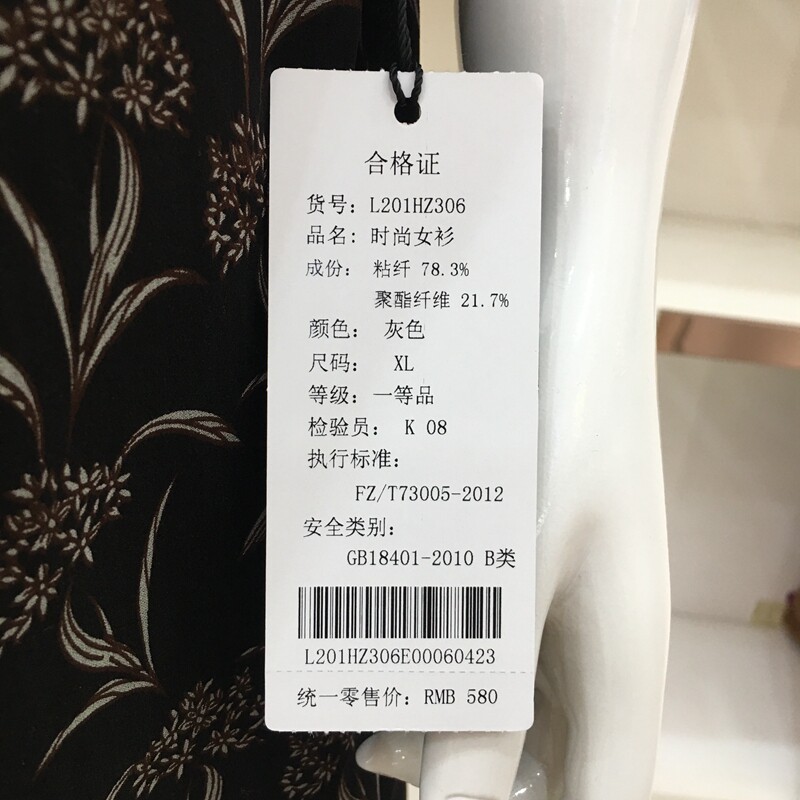 合格证
货号：L201HZ306
品名：时尚女衫
成份： 粘纤 78.3%
聚酯纤维 21.7%
颜色： 灰色
尺码： XL
等级：一等品
检验员： K 08
执行标准：
FZ/T73005-2012
安全类别：
GB18401-2010 B类
L201HZ306E00060423
统一零售价：RMB 580